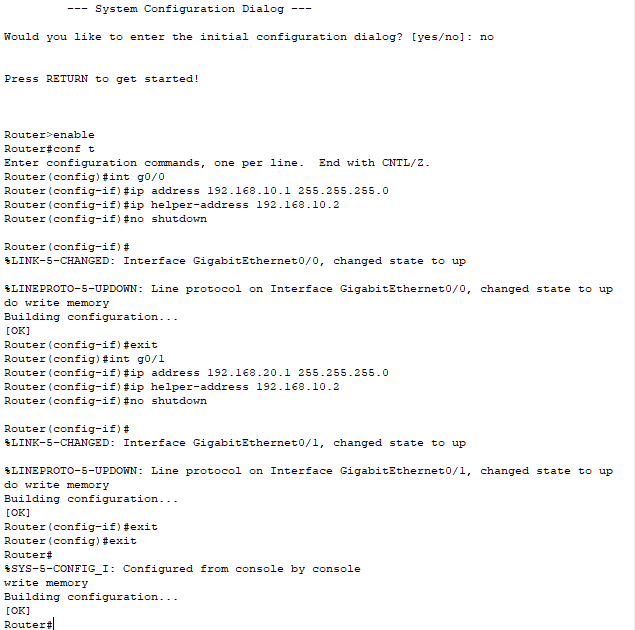 --- System Configuration Dialog ---
Would you like to enter the initial configuration dialog? [yes/no]: no
Press RETURN to get started!
Router>enable
Router#conf t
Enter configuration commands, one per line.  End with CNTL/Z.
Router(config)#int g0/0
Router(config-if)#ip address 192.168.10.1 255.255.255.0
Router(config-if)#ip helper-address 192.168.10.2
Router(config-if)#no shutdown
Router(config-if)#
%LINK-5-CHANGED: Interface GigabitEthernet0/0, changed state to up
%LINEPROTO-5-UPDOWN: Line protocol on Interface GigabitEthernet0/0, changed state to up
do write memory
Building configuration...
[OK]
Router(config-if)#exit
Router(config)#int g0/1
Router(config-if)#ip address 192.168.20.1 255.255.255.0
Router(config-if)#ip helper-address 192.168.10.2
Router(config-if)#no shutdown
Router(config-if)#
%LINK-5-CHANGED: Interface GigabitEthernet0/1, changed state to up
%LINEPROTO-5-UPDOWN: Line protocol on Interface GigabitEthernet0/1, changed state to up
do write memory
Building configuration...
[OK]
Router(config-if)#exit
Router(config)#exit
Router#
%SYS-5-CONFIG_I: Configured from console by console
write memory
Building configuration...
[OK]
Router#